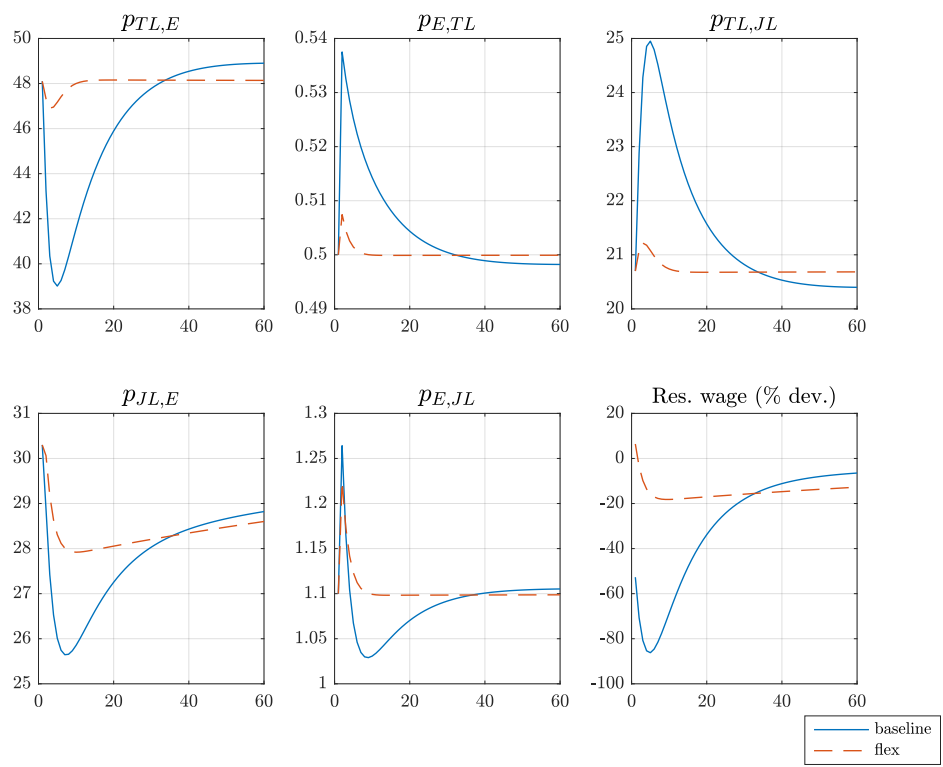 p_{TL,E}
50
48
46
44
42
40
38
0 20 40 60
p_{E,TL}
0.54
0.53
0.52
0.51
0.5
0.49
0 20 40 60
p_{TL,JL}
25
24
23
22
21
20
0 20 40 60
p_{JL,E}
31
30
29
28
27
26
25
0 20 40 60
p_{E,JL}
1.3
1.25
1.2
1.15
1.1
1.05
1
0 20 40 60
Res. wage (% dev.)
20
0
-20
-40
-60
-80
-100
0 20 40 60
baseline
flex